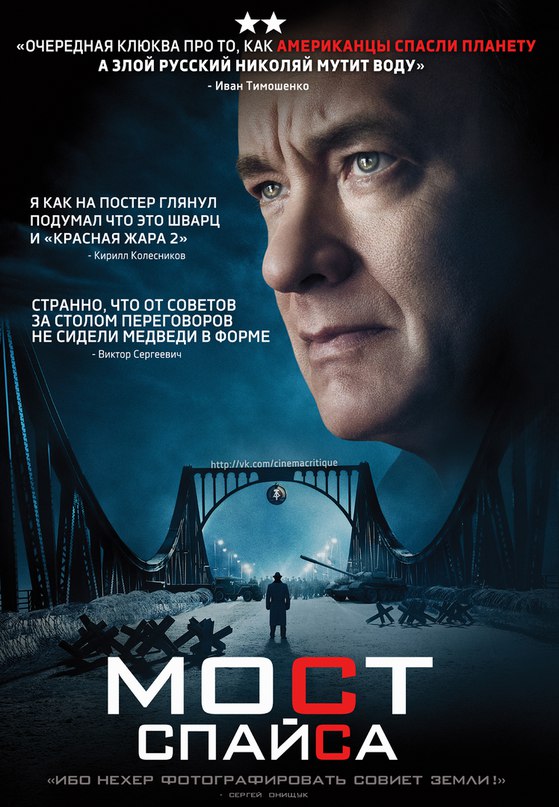 «ОЧЕРЕДНАЯ КЛЮКВА ПРО ТО, КАК АМЕРИКАНЦЫ СПАСЛИ ПЛАНЕТУ
А ЗЛОЙ РУССКИЙ НИКОЛЯЙ МУТИТ ВОДУ»
- Иван Тимошенко
Я КАК НА ПОСТЕР ГЛЯНУЛ
ПОДУМАЛ ЧТО ЭТО ШВАРЦ
И «КРАСНАЯ ЖАРА 2»
- Кирилл Колесников
СТРАННО, ЧТО ОТ СОВЕТОВ
ЗА СТОЛОМ ПЕРЕГОВОРОВ
НЕ СИДЕЛИ МЕДВЕДИ В ФОРМЕ
- Виктор Сергеевич
http://vk.com/cinemacritique
МОСТ
СПАЙСА
«ИБО НЕХЕР ФОТОГРАФИРОВАТЬ СОВИЕТ ЗЕМЛИ!»
- СЕРГЕЙ ОНИЩУК